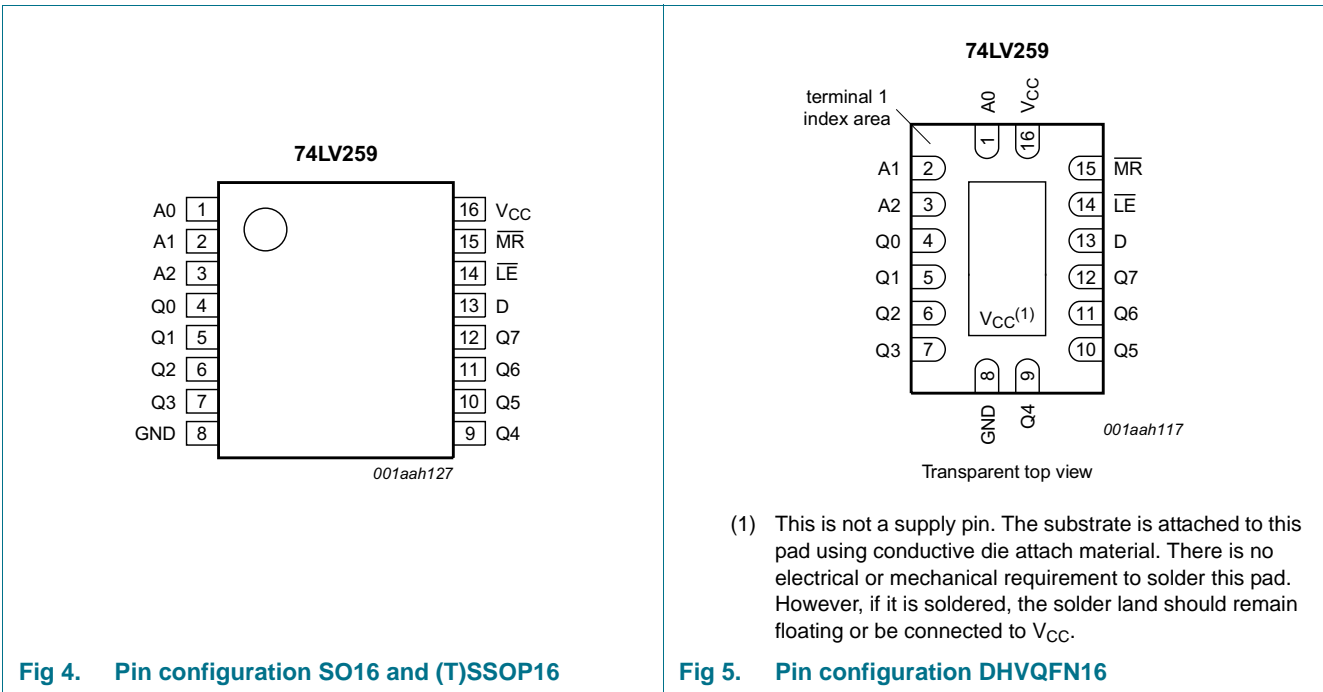 74LV259
A0 1 16 VCC
A1 2 15 MR
A2 3 14 LE
Q0 4 13 D
Q1 5 12 Q7
Q2 6 11 Q6
Q3 7 10 Q5
GND 8 9 Q4
001aah127
Fig 4. Pin configuration SO16 and (T)SSOP16
74LV259
terminal 1
index area
A0 VCC
1 16
A1 2 15 MR
A2 3 14 LE
Q0 4 13 D
Q1 5 12 Q7
Q2 6 VCC(1) 11 Q6
Q3 7 10 Q5
8 9
GND Q4
001aah117
Transparent top view
(1) This is not a supply pin. The substrate is attached to this
pad using conductive die attach material. There is no
electrical or mechanical requirement to solder this pad.
However, if it is soldered, the solder land should remain
floating or be connected to VCC.
Fig 5. Pin configuration DHVQFN16